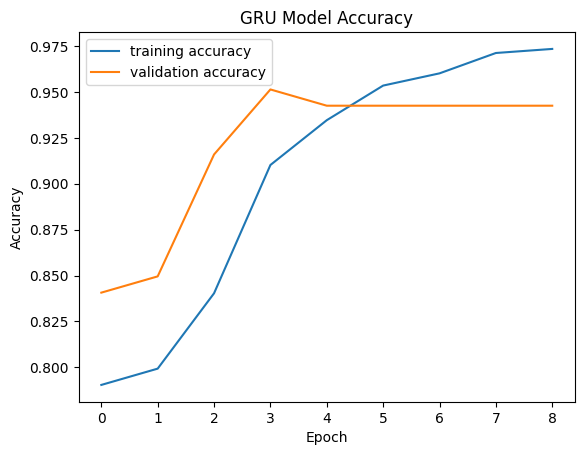 GRU Model Accuracy
training accuracy
validation accuracy
Accuracy
0.975
0.950
0.925
0.900
0.875
0.850
0.825
0.800
0 1 2 3 4 5 6 7 8
Epoch